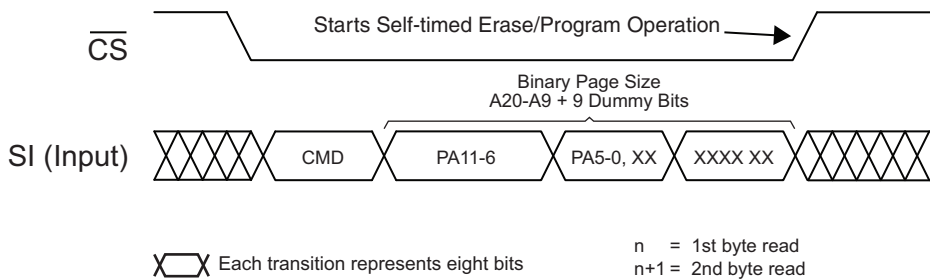 Starts Self-timed Erase/Program Operation
CS
Binary Page Size
A20-A9 + 9 Dummy Bits
SI (Input)
CMD
PA11-6
PA5-0, XX
XXXX XX
Each transition represents eight bits
n = 1st byte read
n+1 = 2nd byte read